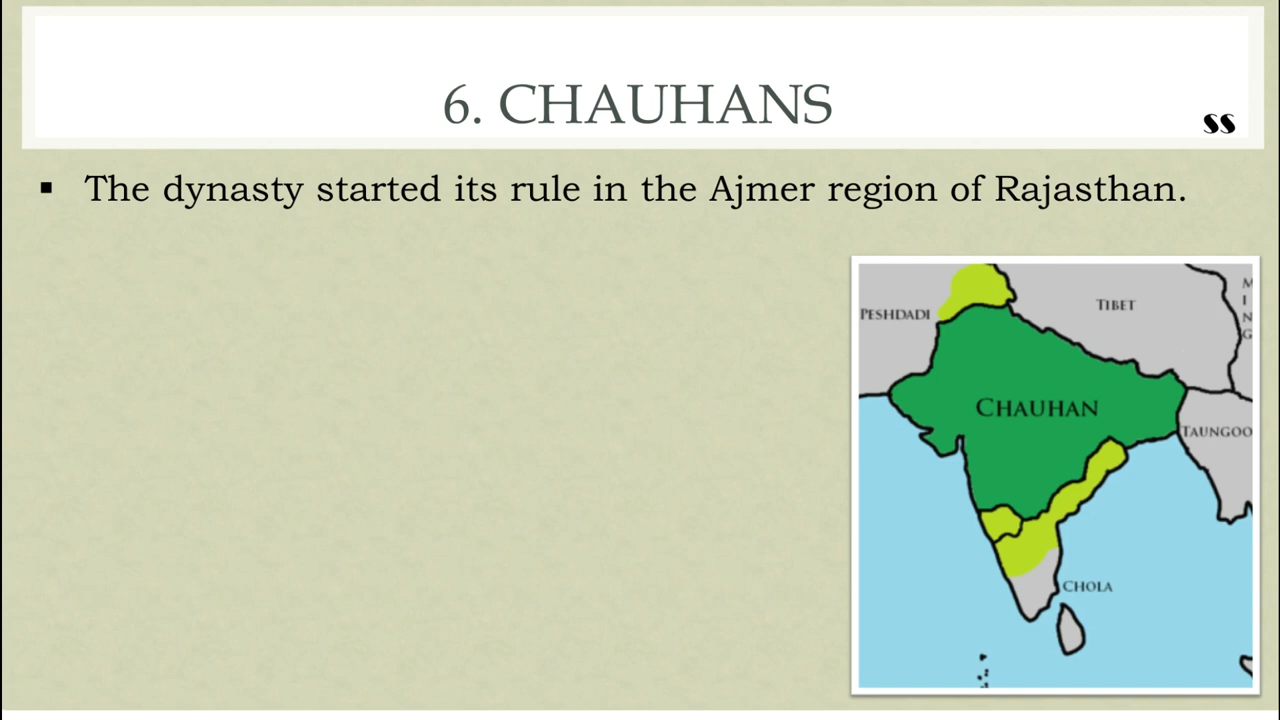 6. CHAUHANS
SS
▪ The dynasty started its rule in the Ajmer region of Rajasthan.
PESHDADI
TIBET
M
I
N
G
CHAUHAN
TAUNGOO
CHOLA